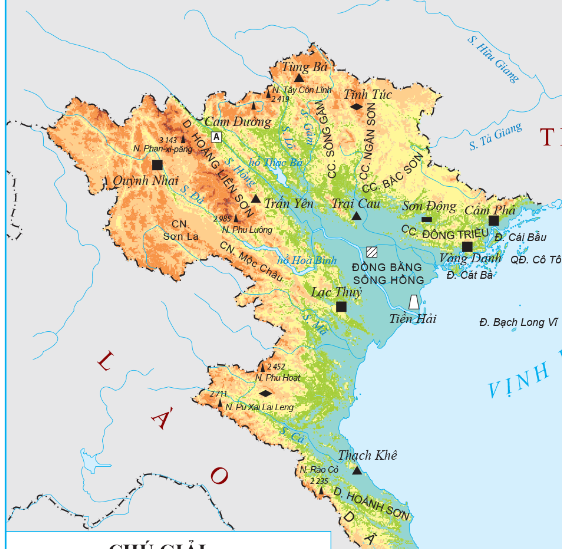 S. Hữu Giang
Tùng Bá
N. Tây Côn Lĩnh
2 419
Tĩnh Túc
Cam Đường
S. Tả Giang
T
3 143
N. Phan-xi-păng
A
D. HOÀNG LIÊN SƠN
S. Lô
S. Gâm
CC. SÔNG GÂM
CC. NGÂN SƠN
CC. BẮC SƠN
hồ Thác Bà
S. Hồng
Quỳnh Nhai
S. Đà
Trấn Yên
Trại Cau
Sơn Động
Cẩm Phả
2 985
N. Phu Luông
CC. ĐÔNG TRIỀU
CN.
Sơn La
Đ. Cái Bầu
CN. Mộc Châu
hồ Hoà Bình
Vàng Danh
QĐ. Cô Tô
ĐỒNG BẰNG
SÔNG HỒNG
Đ. Cát Bà
Lạc Thuỷ
Tiền Hải
S. Mã
Đ. Bạch Long Vĩ
L
À
O
VỊNH
2 452
N. Phu Hoạt
2 711
N. Pu Xai Lai Leng
S. Cả
Thạch Khê
N. Rào Cỏ
2 235
D. HOÀNH SƠN
D
CHÚ GIẢI